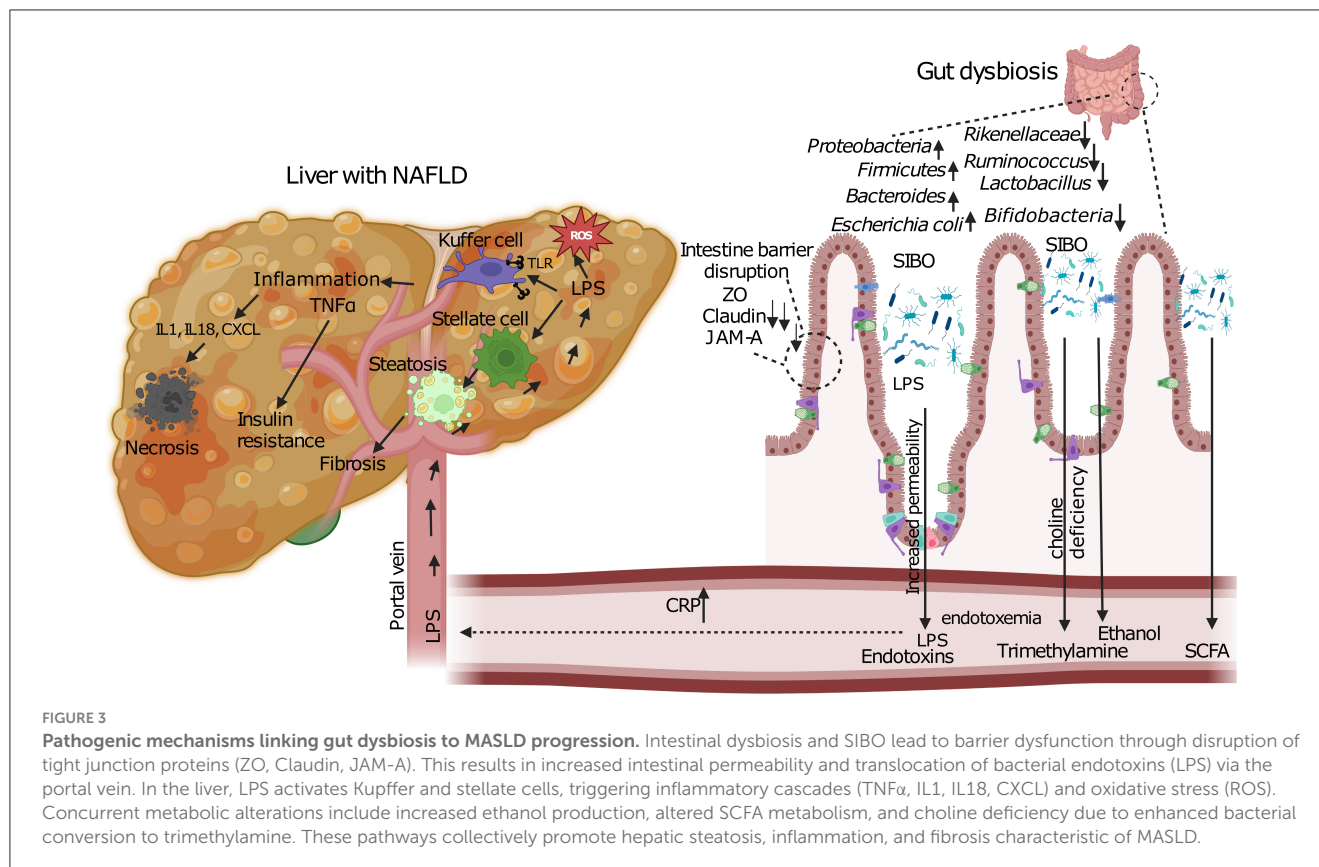 Gut dysbiosis
Proteobacteria
Firmicutes
Bacteroides
Escherichia coli
Rikenellaceae
Ruminococcus
Lactobacillus
Bifidobacteria
Liver with NAFLD
Kuffer cell
ROS
TLR
LPS
Inflammation
TNFα
IL1, IL18, CXCL
Stellate cell
Steatosis
Necrosis
Insulin
resistance
Fibrosis
Intestine barrier
disruption
ZO
Claudin
JAM-A
SIBO
SIBO
LPS
Increased permeability
choline
deficiency
Portal vein
LPS
CRP
endotoxemia
LPS
Endotoxins
Trimethylamine
Ethanol
SCFA
FIGURE 3
Pathogenic mechanisms linking gut dysbiosis to MASLD progression. Intestinal dysbiosis and SIBO lead to barrier dysfunction through disruption of
tight junction proteins (ZO, Claudin, JAM-A). This results in increased intestinal permeability and translocation of bacterial endotoxins (LPS) via the
portal vein. In the liver, LPS activates Kupffer and stellate cells, triggering inflammatory cascades (TNFα, IL1, IL18, CXCL) and oxidative stress (ROS).
Concurrent metabolic alterations include increased ethanol production, altered SCFA metabolism, and choline deficiency due to enhanced bacterial
conversion to trimethylamine. These pathways collectively promote hepatic steatosis, inflammation, and fibrosis characteristic of MASLD.